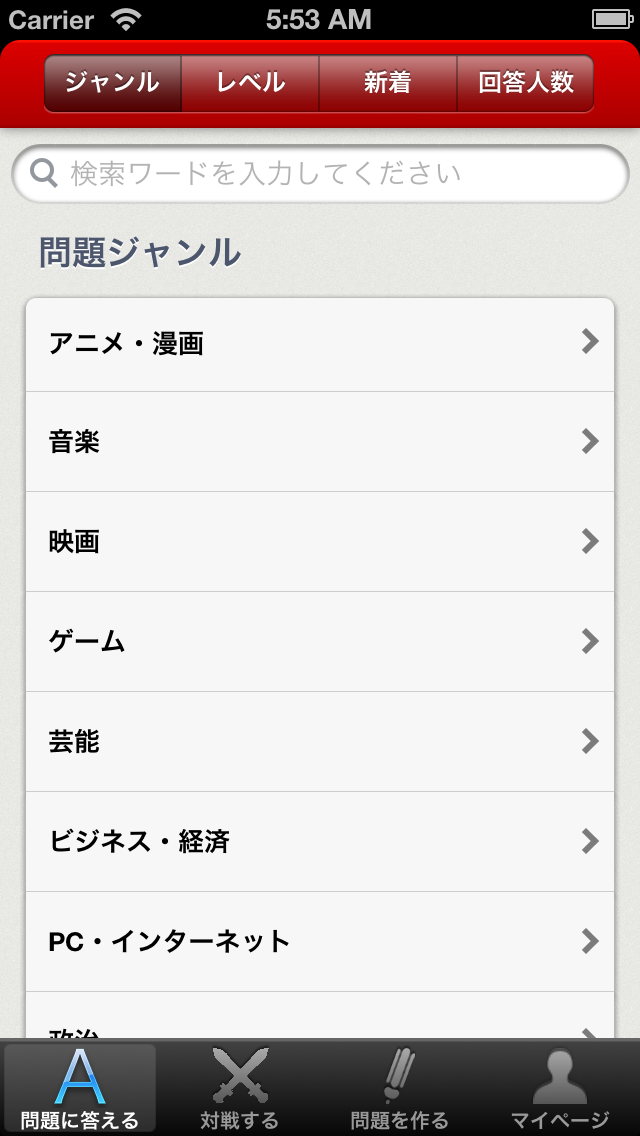 Carrier 5:53 AM
ジャンル レベル 新着 回答人数
検索ワードを入力してください
問題ジャンル
アニメ・漫画
音楽
映画
ゲーム
芸能
ビジネス・経済
PC・インターネット
政治
問題に答える 対戦する 問題を作る マイページ